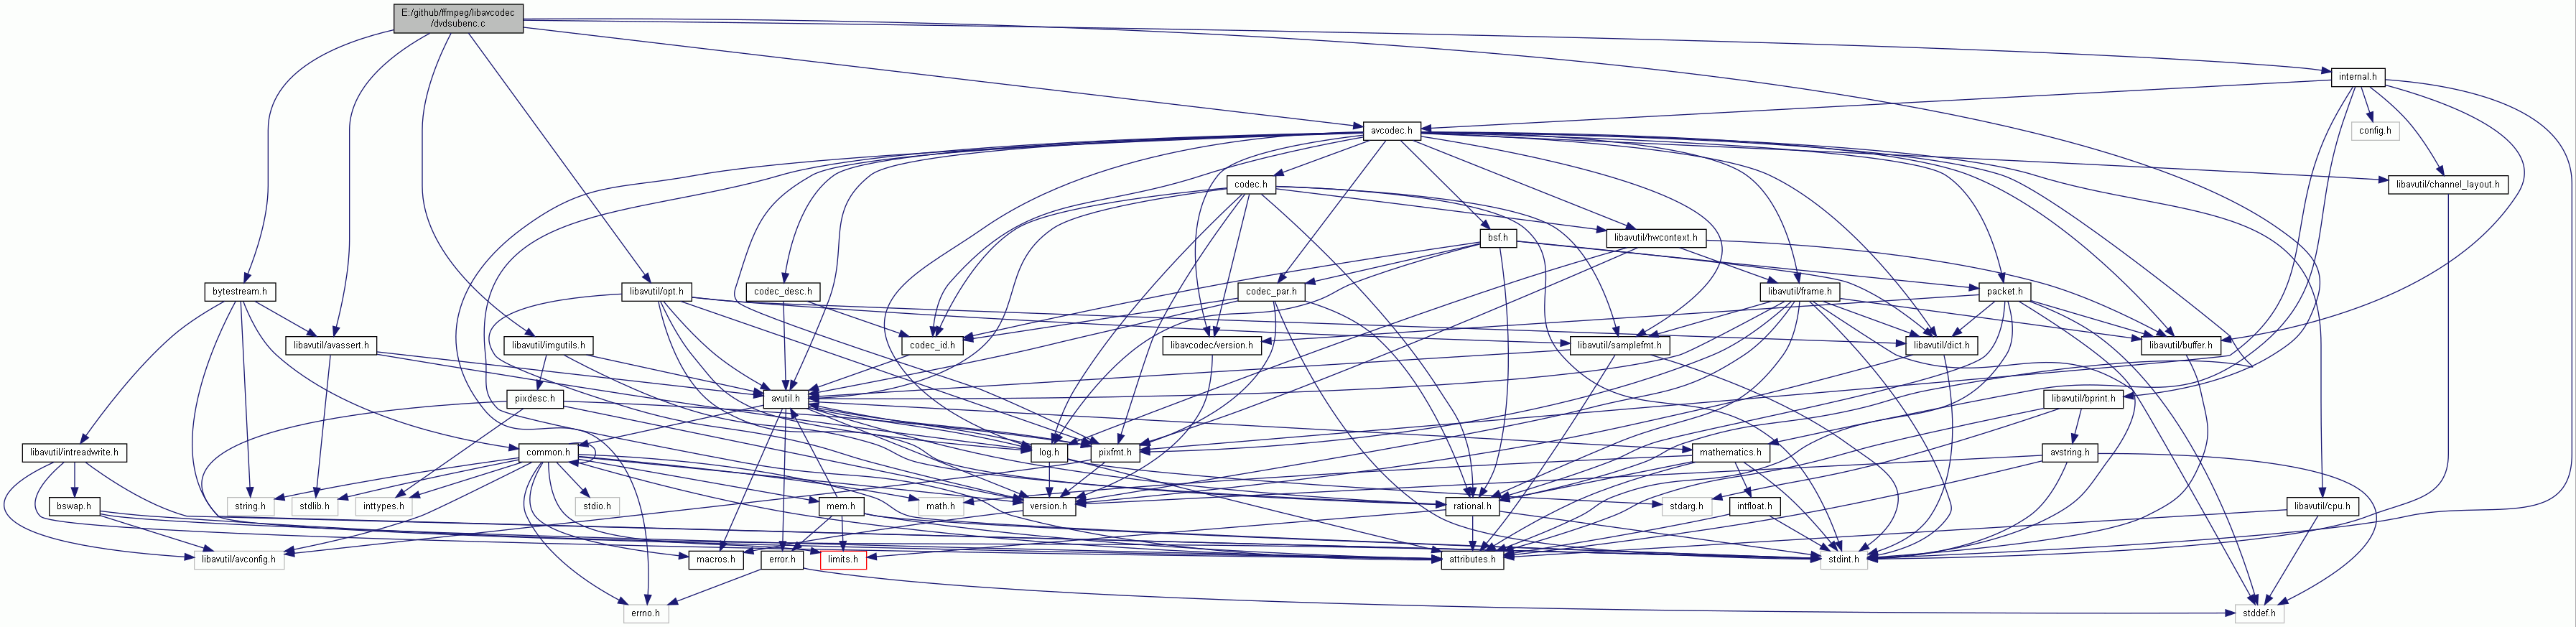 E:/github/ffmpeg/libavcodec
/dvdsubenc.c
internal.h
avcodec.h
config.h
codec.h
libavutil/channel_layout.h
bsf.h
libavutil/hwcontext.h
bytestream.h
libavutil/opt.h
codec_desc.h
codec_par.h
libavutil/frame.h
packet.h
libavutil/avassert.h
libavutil/imgutils.h
codec_id.h
libavcodec/version.h
libavutil/samplefmt.h
libavutil/dict.h
libavutil/buffer.h
pixdesc.h
avutil.h
libavutil/bprint.h
libavutil/intreadwrite.h
common.h
log.h
pixfmt.h
mathematics.h
avstring.h
bswap.h
string.h
stdlib.h
inttypes.h
stdio.h
mem.h
math.h
version.h
rational.h
stdarg.h
intfloat.h
libavutil/cpu.h
libavutil/avconfig.h
macros.h
error.h
limits.h
attributes.h
stdint.h
errno.h
stddef.h